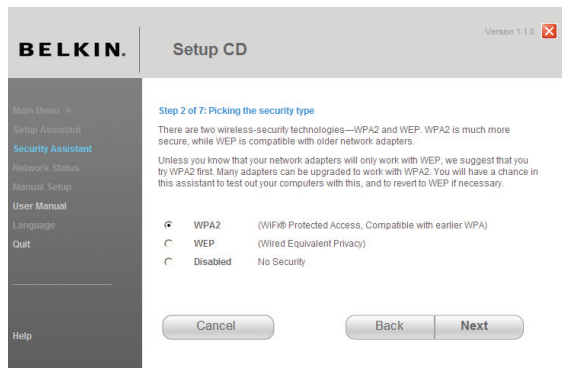 Version 1.1.0
BELKIN.
Setup CD
Main Menu >
Setup Assistant
Security Assistant
Network Status
Manual Setup
User Manual
Language
Quit
Help
Step 2 of 7: Picking the security type
There are two wireless-security technologies—WPA2 and WEP. WPA2 is much more
secure, while WEP is compatible with older network adapters.
Unless you know that your network adapters will only work with WEP, we suggest that you
try WPA2 first. Many adapters can be upgraded to work with WPA2. You will have a chance in
this assistant to test out your computers with this, and to revert to WEP if necessary.
WPA2 (WiFi® Protected Access, Compatible with earlier WPA)
WEP (Wired Equivalent Privacy)
Disabled No Security
Cancel
Back Next